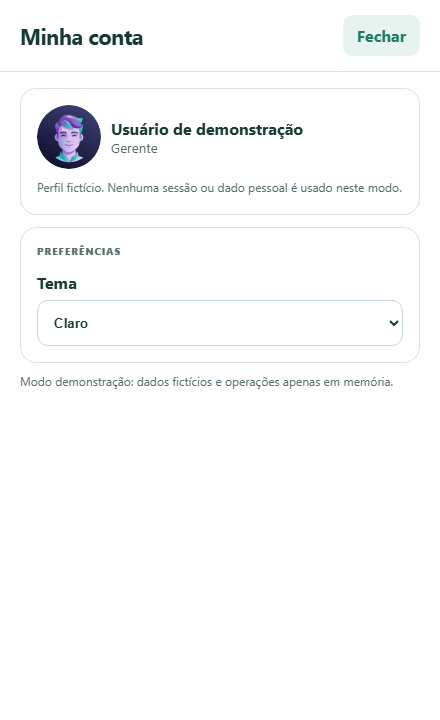 Minha conta
Fechar
Usuário de demonstração
Gerente
Perfil fictício. Nenhuma sessão ou dado pessoal é usado neste modo.
PREFERÊNCIAS
Tema
Claro
Modo demonstração: dados fictícios e operações apenas em memória.